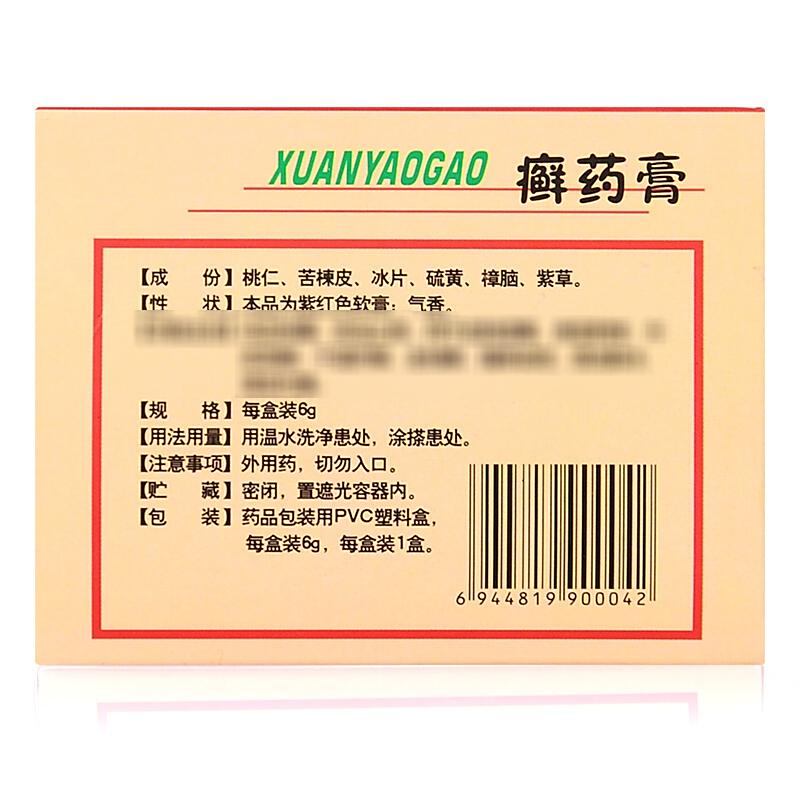 XUANYAOGAO 癣药膏
【成 份】桃仁、苦楝皮、冰片、硫黄、樟脑、紫草。
【性 状】本品为紫红色软膏；气香。
【规 格】每盒装6g
【用法用量】用温水洗净患处，涂搽患处。
【注意事项】外用药，切勿入口。
【贮 藏】密闭，置遮光容器内。
【包 装】药品包装用PVC塑料盒，
每盒装6g，每盒装1盒。
6 944819 900042